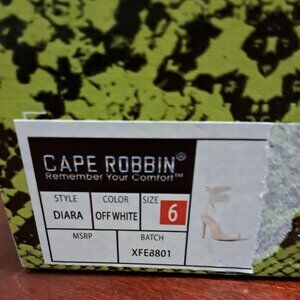 CAPE ROBBIN®
Remember Your Comfort™
STYLE COLOR SIZE
DIARA OFF WHITE 6
MSRP BATCH
XFE8801